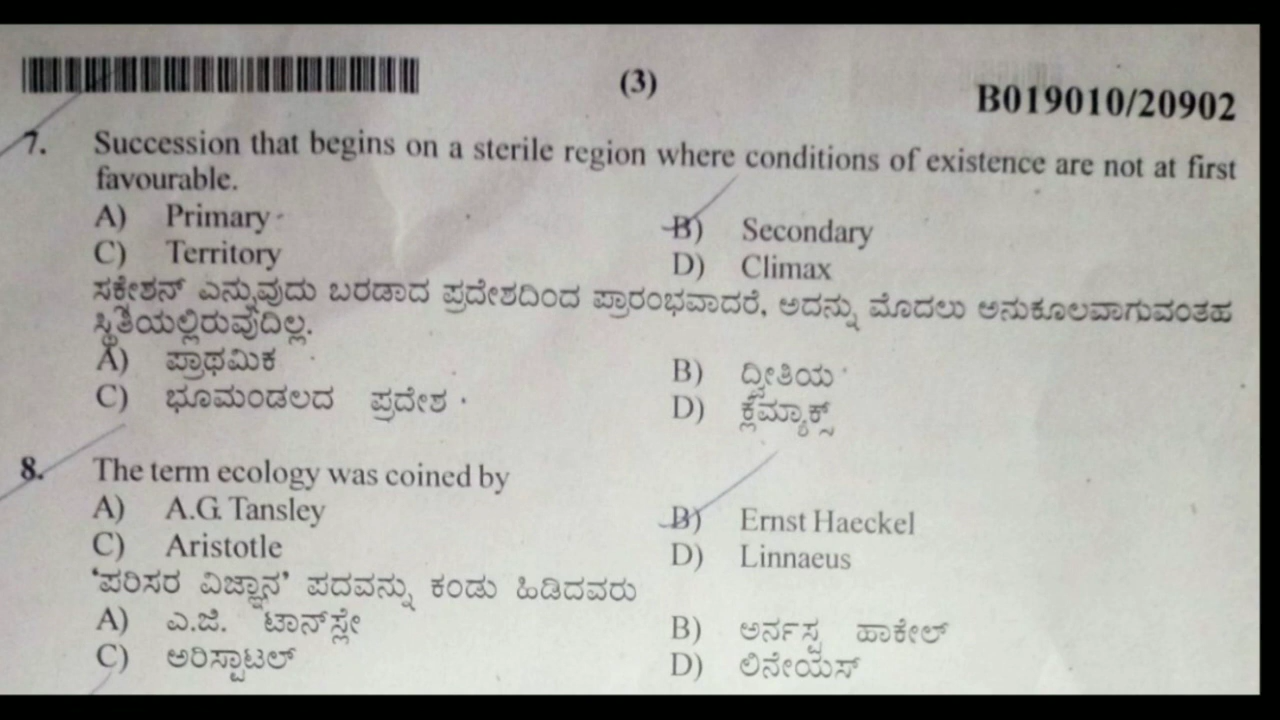 (3)
B019010/20902
7. Succession that begins on a sterile region where conditions of existence are not at first
favourable.
A) Primary
B) Secondary
C) Territory
D) Climax
ಸಕ್ಸೇಶನ್ ಎನ್ನುವುದು ಬರಡಾದ ಪ್ರದೇಶದಿಂದ ಪ್ರಾರಂಭವಾದರೆ, ಅದನ್ನು ಮೊದಲು ಅನುಕೂಲವಾಗುವಂತಹ
ಸ್ಥಿತಿಯಲ್ಲಿರುವುದಿಲ್ಲ.
A) ಪ್ರಾಥಮಿಕ
B) ದ್ವೀತಿಯ
C) ಭೂಮಂಡಲದ ಪ್ರದೇಶ
D) ಕ್ಲೆಮ್ಯಾಕ್ಸ್
8. The term ecology was coined by
A) A.G. Tansley
B) Ernst Haeckel
C) Aristotle
D) Linnaeus
'ಪರಿಸರ ವಿಜ್ಞಾನ' ಪದವನ್ನು ಕಂಡು ಹಿಡಿದವರು
A) ಎ.ಜಿ. ಟಾನ್‌ಸ್ಲೇ
B) ಅರ್ನಸ್ಟ ಹಾಕೇಲ್
C) ಅರಿಸ್ಟಾಟಲ್
D) ಲಿನೇಯಸ್